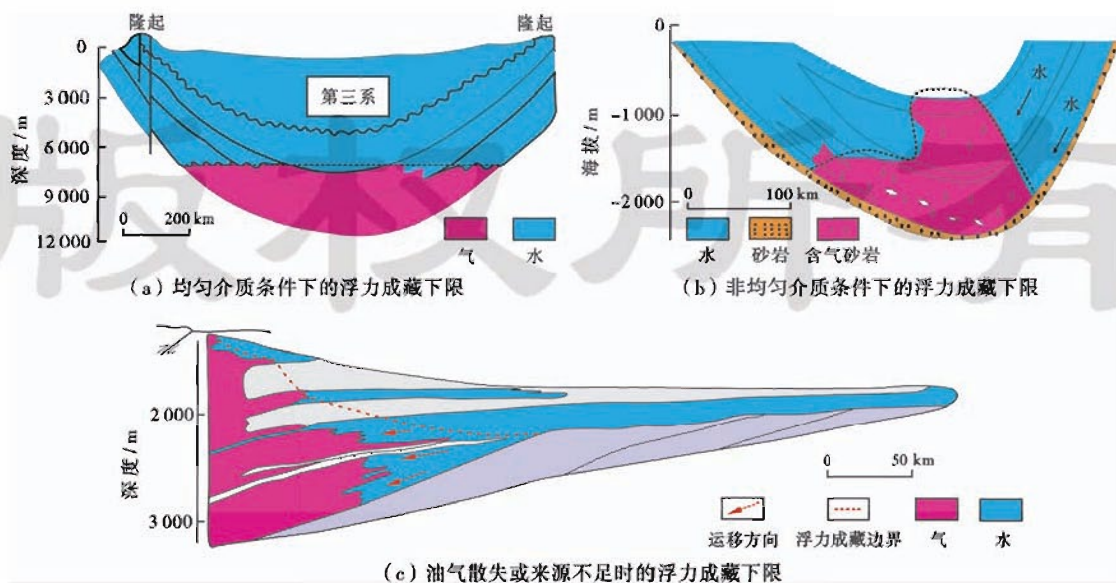 隆起
隆起
0
3 000
6 000
9 000
12 000
深度/m
第三系
0 200 km
气 水
(a) 均匀介质条件下的浮力成藏下限
0
-1 000
-2 000
海拔/m
水
水
0 100 km
水 砂岩 含气砂岩
(b) 非均匀介质条件下的浮力成藏下限
2 000
3 000
深度/m
0 50 km
运移方向 浮力成藏边界 气 水
(c) 油气散失或来源不足时的浮力成藏下限
版权所有